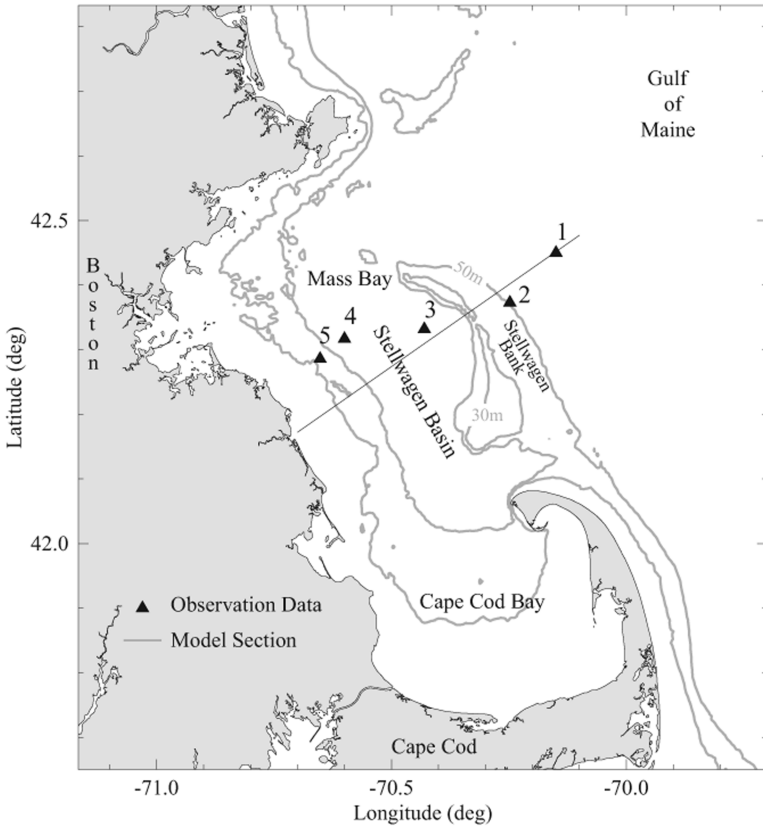 Gulf
of
Maine
42.5
1
50m
Boston
Mass Bay
2
3
4
5
Stellwagen
Bank
Stellwagen Basin
30m
Latitude (deg)
42.0
Observation Data
Cape Cod Bay
Model Section
Cape Cod
-71.0
-70.5
-70.0
Longitude (deg)